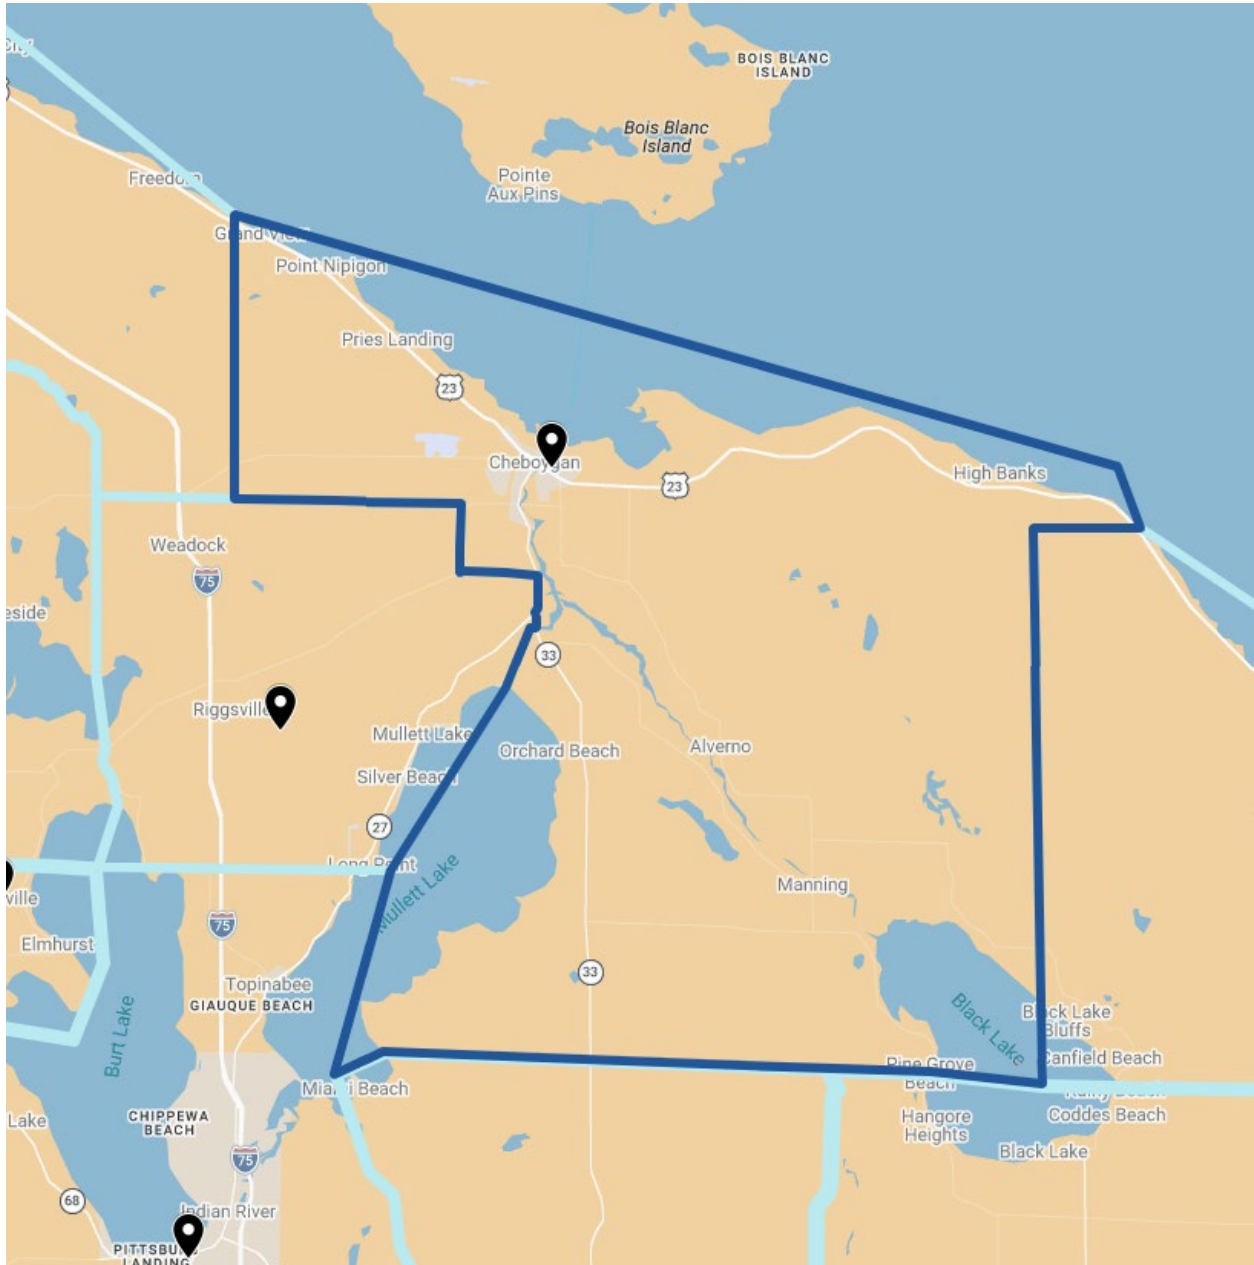 City
BOIS BLANC
ISLAND
Bois Blanc
Island
Pointe
Aux Pins
Freedom
Grand View
Point Nipigon
Pries Landing
23
Cheboygan
23
High Banks
Weadock
75
eside
33
Riggsville
Mullett Lake
Orchard Beach
Alverno
Silver Beach
27
Long Point
Mullett Lake
ville
Manning
75
Elmhurst
33
Topinabee
GIAUQUE BEACH
Black Lake
Bluffs
Black Lake
Burt Lake
Canfield Beach
Pine Grove
Beach
Miami Beach
Coddes Beach
Lake
CHIPPEWA
BEACH
Hangore
Heights
Black Lake
75
68
Indian River
PITTSBURG
LANDING